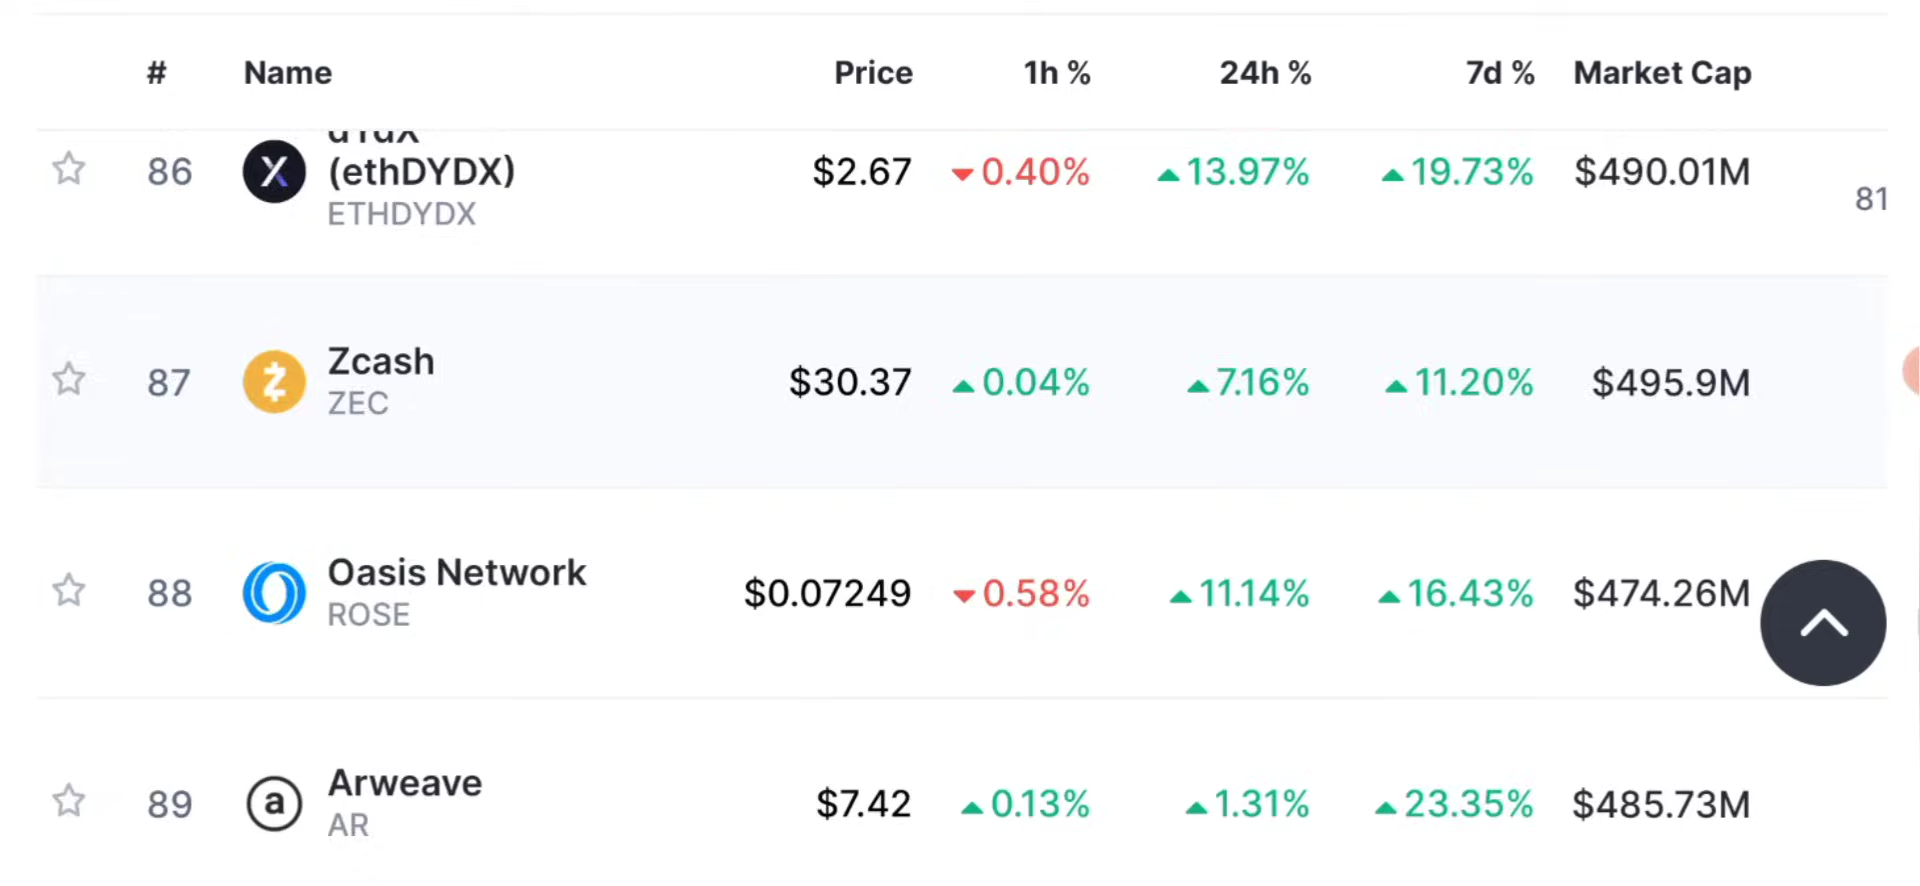 # Name Price 1h % 24h % 7d % Market Cap
86 (ethDYDX) $2.67 0.40% 13.97% 19.73% $490.01M
ETHDYDX 81
87 Zcash $30.37 0.04% 7.16% 11.20% $495.9M
ZEC
88 Oasis Network $0.07249 0.58% 11.14% 16.43% $474.26M
ROSE
89 Arweave $7.42 0.13% 1.31% 23.35% $485.73M
AR